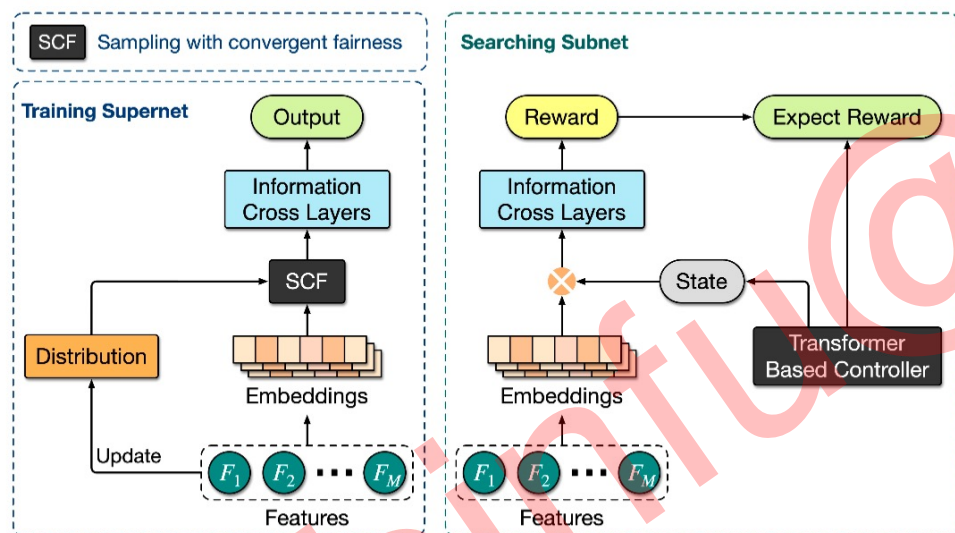 SCF Sampling with convergent fairness
Training Supernet
Output
Information
Cross Layers
SCF
Distribution
Embeddings
Update
F1 F2 ··· FM
Features
Searching Subnet
Reward
Expect Reward
Information
Cross Layers
State
Transformer
Based Controller
Embeddings
F1 F2 ··· FM
Features